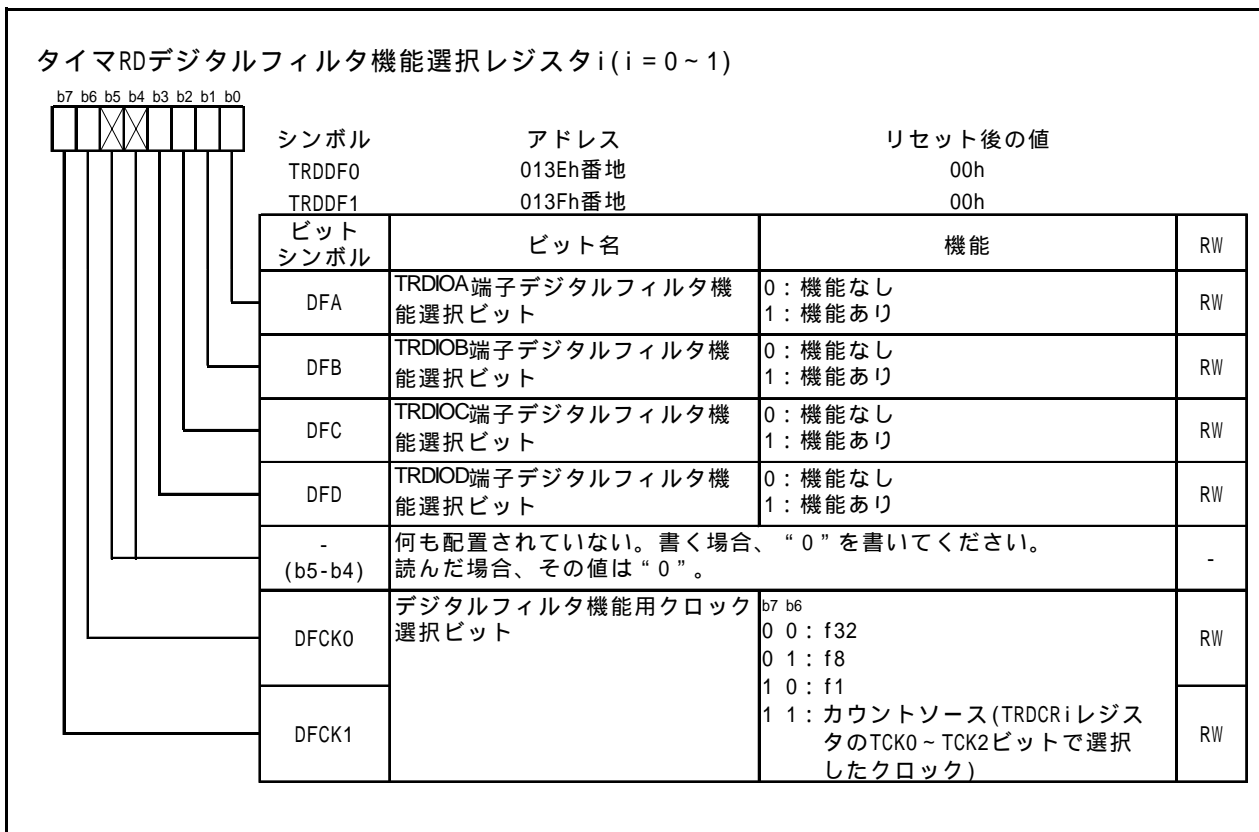 タイマRDデジタルフィルタ機能選択レジスタi(i=0~1)
b7 b6 b5 b4 b3 b2 b1 b0
シンボル アドレス リセット後の値
TRDDF0 013Eh番地 00h
TRDDF1 013Fh番地 00h
ビット
シンボル ビット名 機能 RW
DFA TRDIOA端子デジタルフィルタ機
能選択ビット 0:機能なし
1:機能あり RW
DFB TRDIOB端子デジタルフィルタ機
能選択ビット 0:機能なし
1:機能あり RW
DFC TRDIOC端子デジタルフィルタ機
能選択ビット 0:機能なし
1:機能あり RW
DFD TRDIOD端子デジタルフィルタ機
能選択ビット 0:機能なし
1:機能あり RW
-
(b5-b4) 何も配置されていない。書く場合、“0”を書いてください。
読んだ場合、その値は“0”。 -
DFCK0 デジタルフィルタ機能用クロック
選択ビット b7 b6
0 0:f32
0 1:f8
1 0:f1
1 1:カウントソース(TRDCRiレジス
タのTCK0~TCK2ビットで選択
したクロック) RW
DFCK1 RW